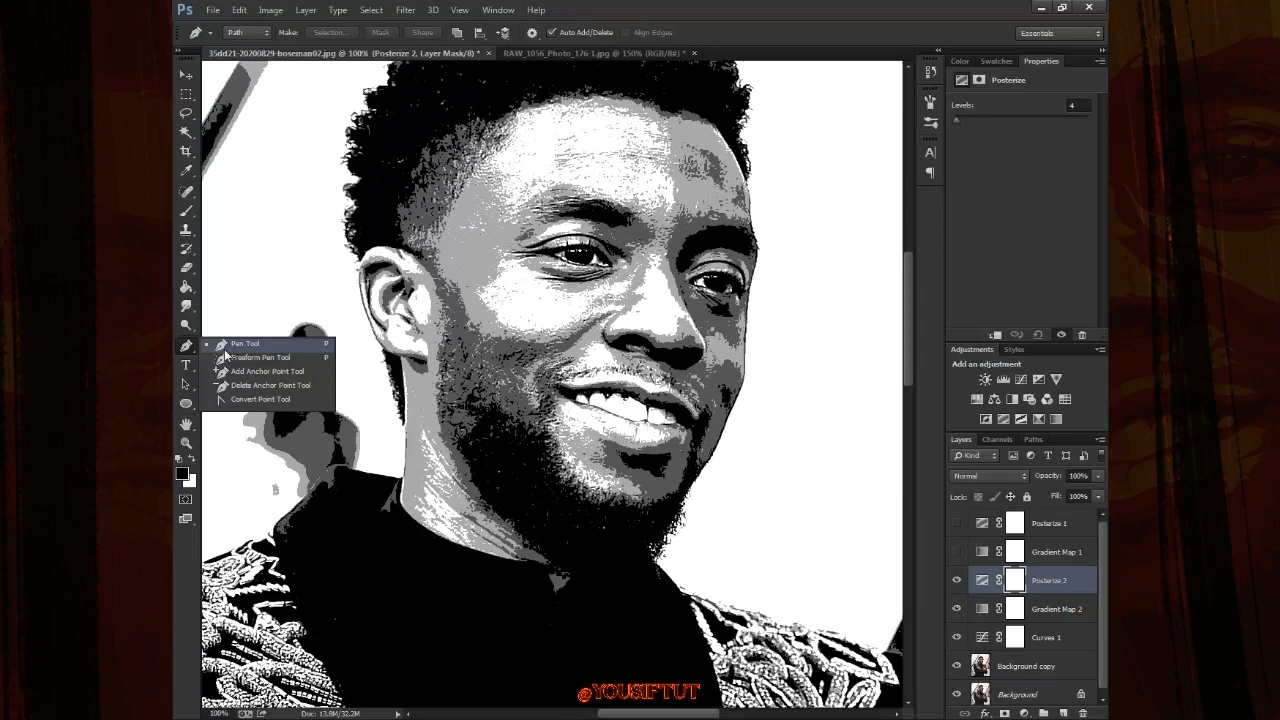 Ps File Edit Image Layer Type Select Filter 3D View Window Help
Path Make: Selection... Mask Shape Auto Add/Delete Align Edges Essentials
35dd21-20200829-boseman02.jpg @ 100% (Posterize 2, Layer Mask/8) * × RAW_1056_Photo_176-1.jpg @ 150% (RGB/8#) * ×
Color Swatches Properties
Posterize
Levels: 4
Pen Tool P
Freeform Pen Tool P
Add Anchor Point Tool
Delete Anchor Point Tool
Convert Point Tool
Adjustments Styles
Add an adjustment
Layers Channels Paths
Kind
Normal Opacity: 100%
Lock: Fill: 100%
Posterize 1
Gradient Map 1
Posterize 2
Gradient Map 2
Curves 1
Background copy
Background
@YOUSIFTUT
100% Doc: 13.8M/32.2M